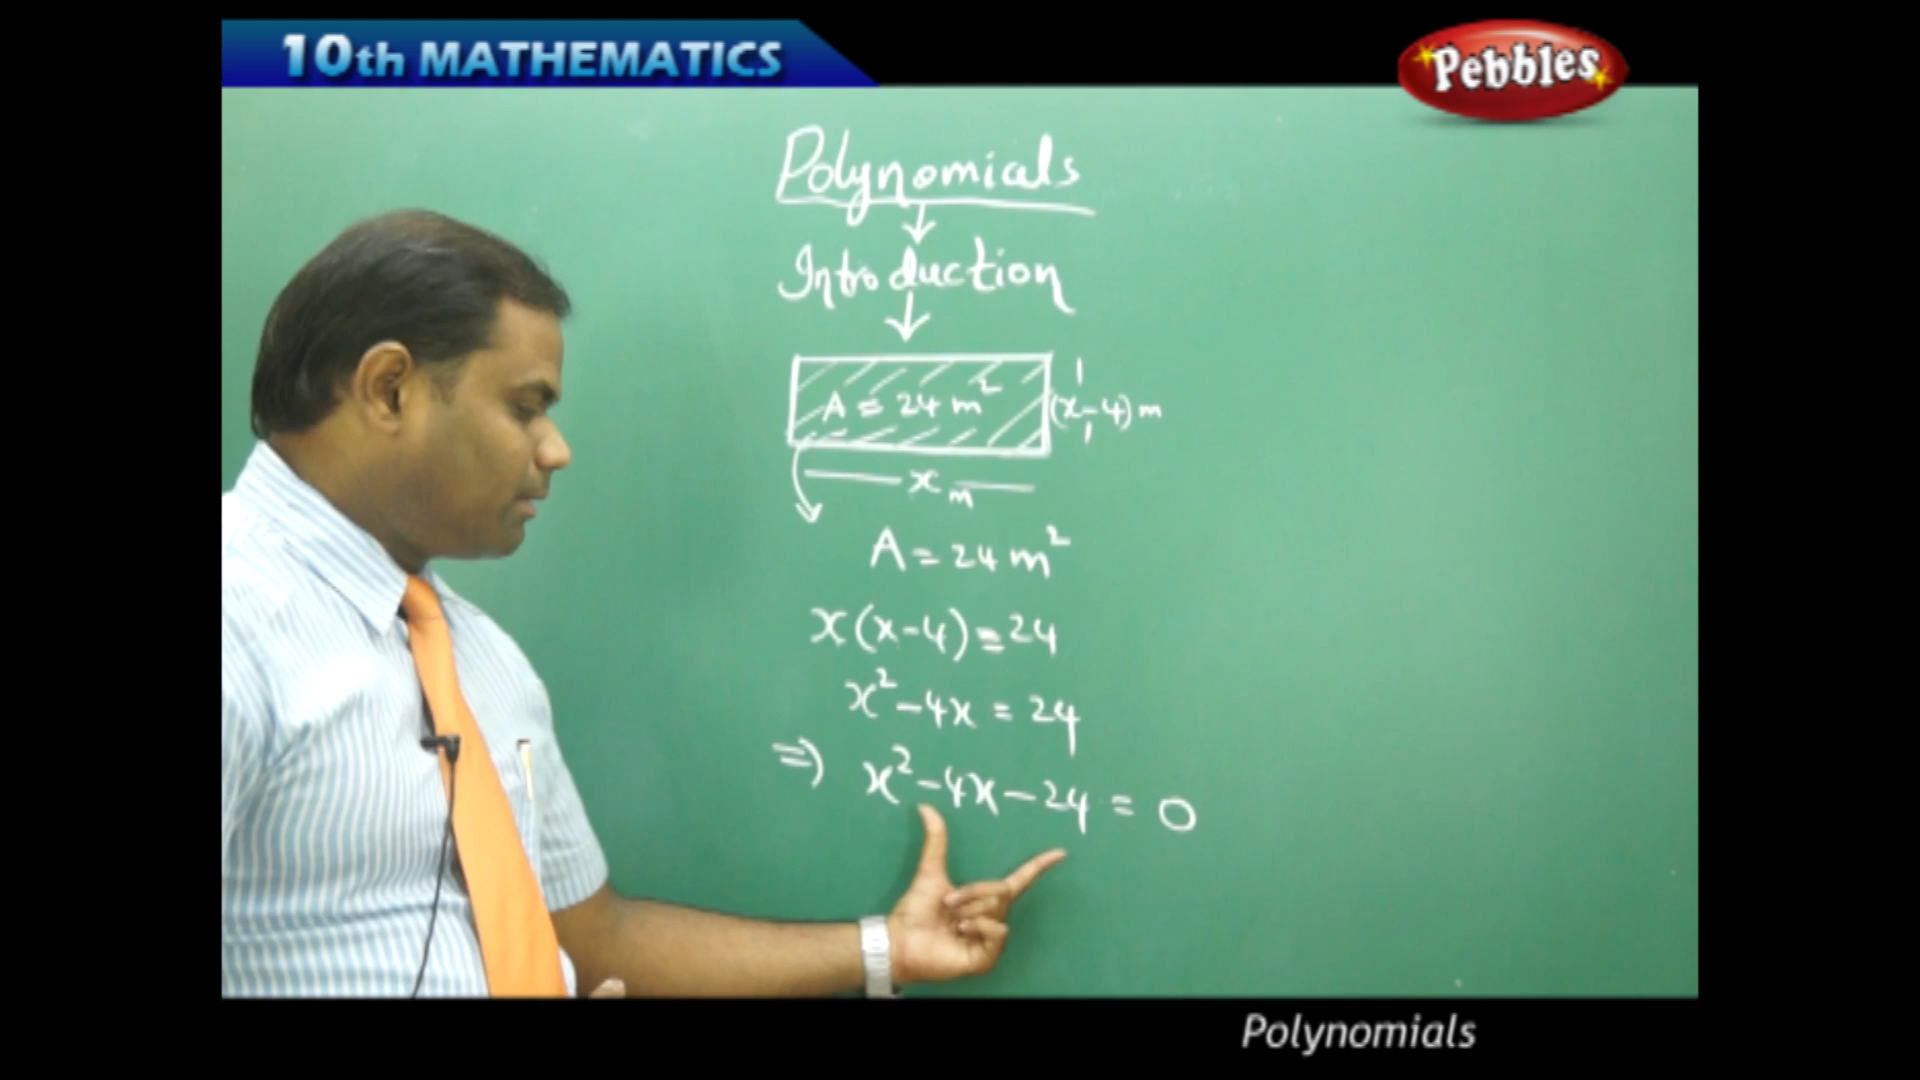 10th MATHEMATICS
Pebbles
Polynomials
Introduction
A = 24 m²
(x-4) m
x m
A = 24 m²
x(x-4) = 24
x² - 4x = 24
⇒ x² - 4x - 24 = 0
Polynomials